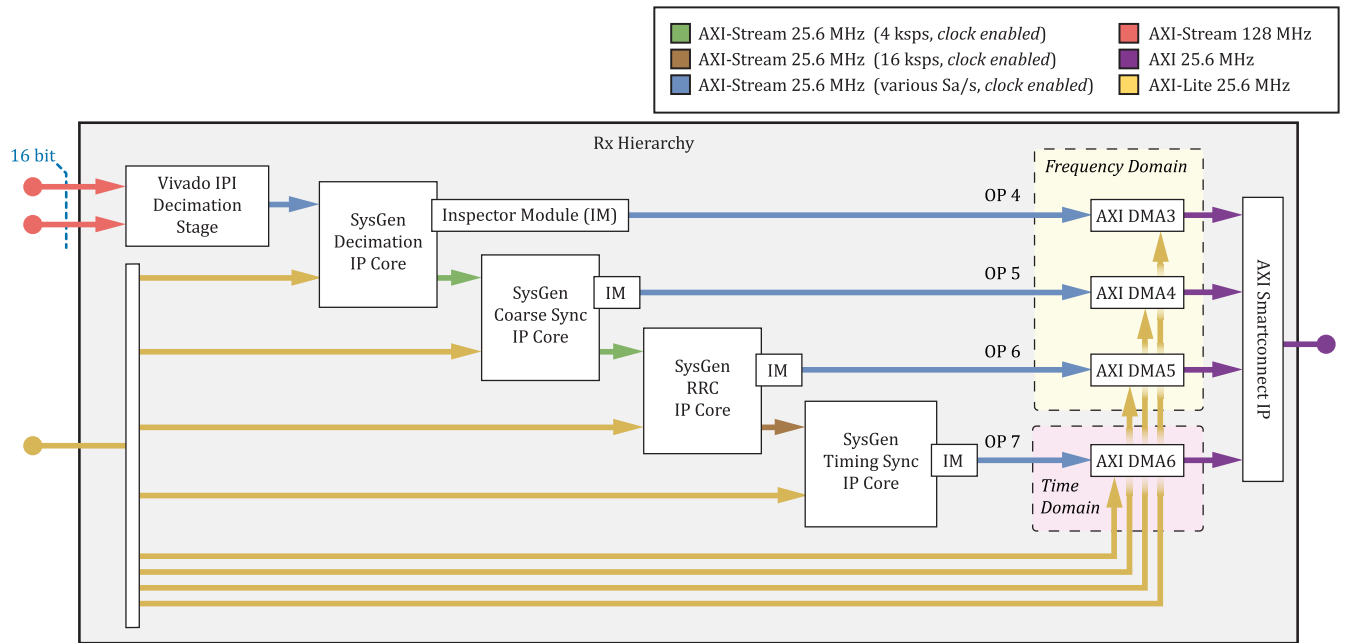 AXI-Stream 25.6 MHz (4 ksps, clock enabled)
AXI-Stream 25.6 MHz (16 ksps, clock enabled)
AXI-Stream 25.6 MHz (various Sa/s, clock enabled)
AXI-Stream 128 MHz
AXI 25.6 MHz
AXI-Lite 25.6 MHz
Rx Hierarchy
16 bit
Vivado IPI
Decimation
Stage
SysGen
Decimation
IP Core
Inspector Module (IM)
OP 4
Frequency Domain
AXI DMA3
SysGen
Coarse Sync
IP Core
IM
OP 5
AXI DMA4
SysGen
RRC
IP Core
IM
OP 6
AXI DMA5
SysGen
Timing Sync
IP Core
IM
OP 7
AXI DMA6
Time
Domain
AXI Smartconnect IP